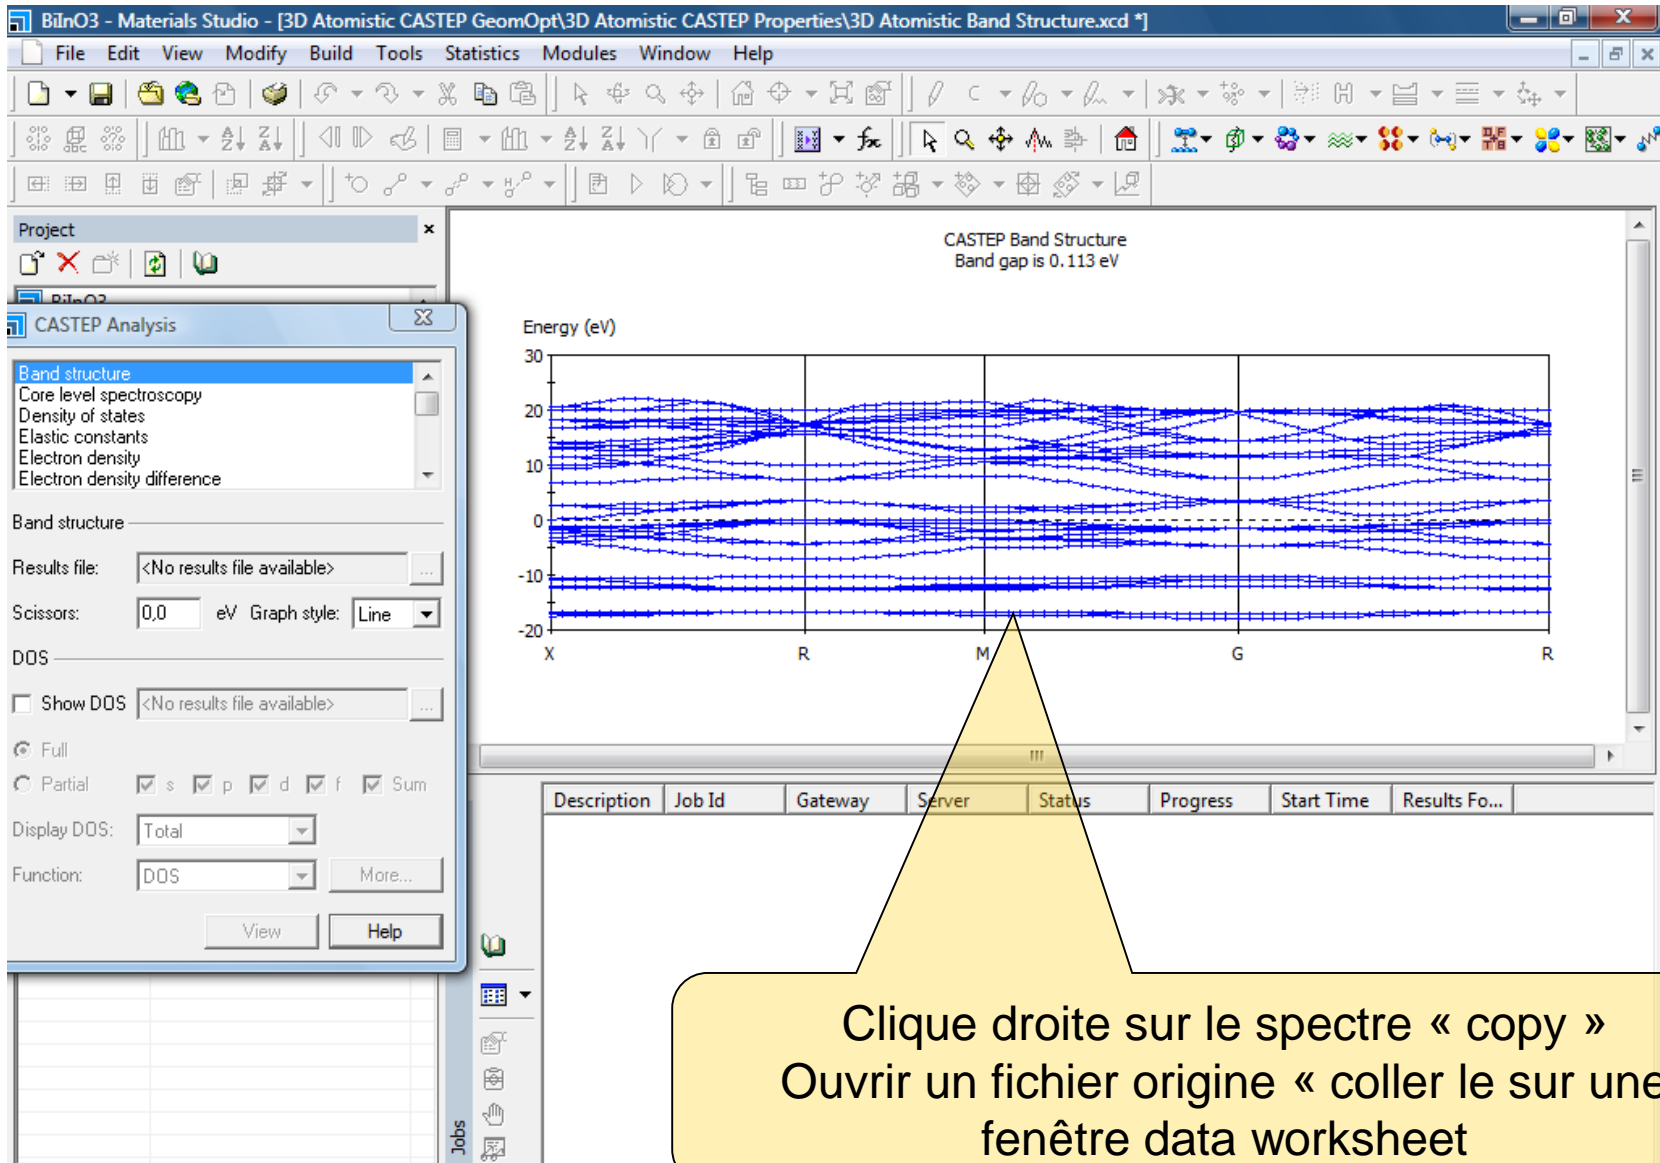 BiInO3 - Materials Studio - [3D Atomistic CASTEP GeomOpt\3D Atomistic CASTEP Properties\3D Atomistic Band Structure.xcd *]
File Edit View Modify Build Tools Statistics Modules Window Help
Project
BiInO3
CASTEP Analysis
Band structure
Core level spectroscopy
Density of states
Elastic constants
Electron density
Electron density difference
Band structure
Results file: <No results file available> ...
Scissors: 0,0 eV Graph style: Line
DOS
Show DOS <No results file available> ...
Full
Partial s p d f Sum
Display DOS: Total
Function: DOS More...
View Help
CASTEP Band Structure
Band gap is 0.113 eV
Energy (eV)
30
20
10
0
-10
-20
X R M G R
Description Job Id Gateway Server Status Progress Start Time Results Fo...
Jobs
Clique droite sur le spectre « copy »
Ouvrir un fichier origine « coller le sur une
fenêtre data worksheet